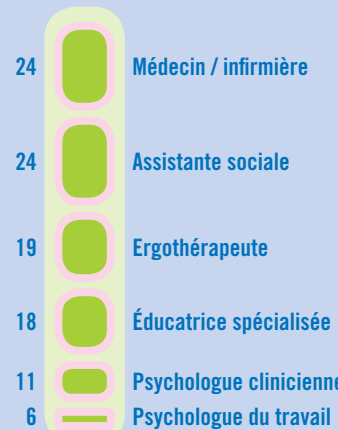 24 Médecin / infirmière
24 Assistante sociale
19 Ergothérapeute
18 Éducatrice spécialisée
11 Psychologue clinicienne
6 Psychologue du travail